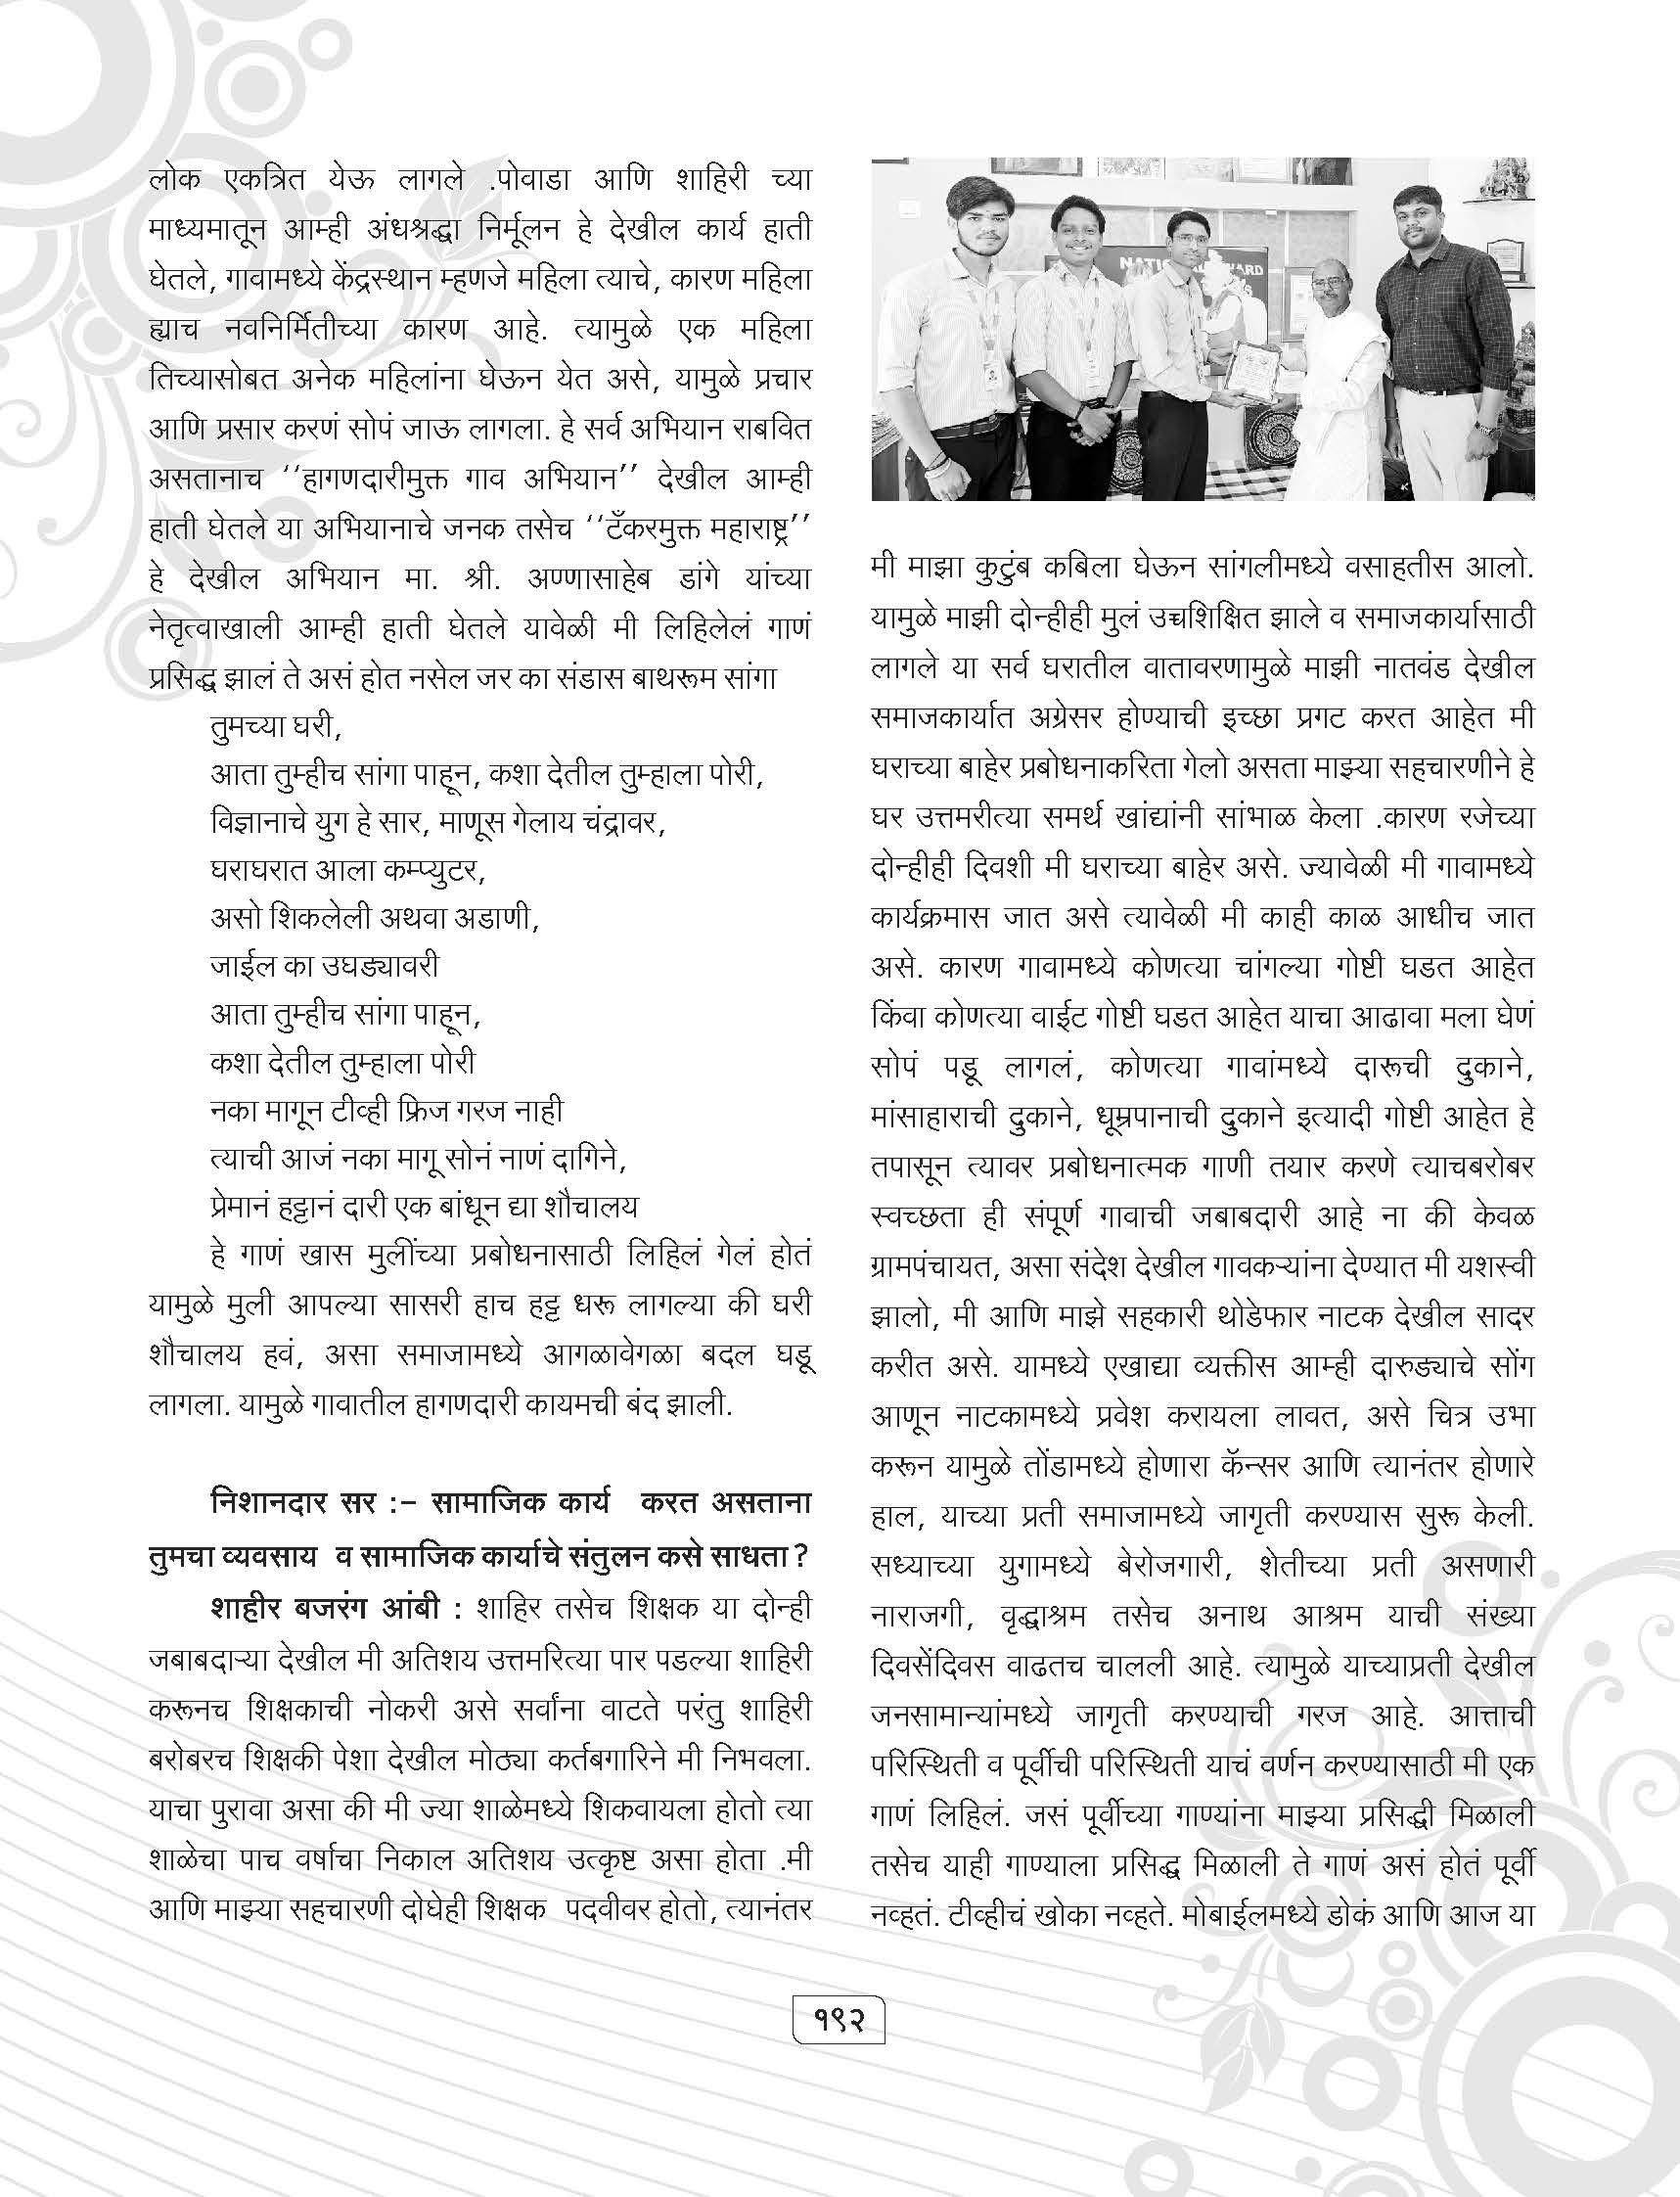 लोक एकत्रित येऊ लागले .पोवाडा आणि शाहिरी च्या
माध्यमातून आम्ही अंधश्रद्धा निर्मूलन हे देखील कार्य हाती
घेतले, गावामध्ये केंद्रस्थान म्हणजे महिला त्याचे, कारण महिला
ह्याच नवनिर्मितीच्या कारण आहे. त्यामुळे एक महिला
तिच्यासोबत अनेक महिलांना घेऊन येत असे, यामुळे प्रचार
आणि प्रसार करणं सोपं जाऊ लागला. हे सर्व अभियान राबवित
असतानाच ‘‘हागणदारीमुक्त गाव अभियान’’ देखील आम्ही
हाती घेतले या अभियानाचे जनक तसेच ‘‘टँकरमुक्त महाराष्ट्र’’
हे देखील अभियान मा. श्री. अण्णासाहेब डांगे यांच्या
नेतृत्वाखाली आम्ही हाती घेतले यावेळी मी लिहिलेलं गाणं
प्रसिद्ध झालं ते असं होत नसेल जर का संडास बाथरूम सांगा
तुमच्या घरी,
आता तुम्हीच सांगा पाहून, कशा देतील तुम्हाला पोरी,
विज्ञानाचे युग हे सार, माणूस गेलाय चंद्रावर,
घराघरात आला कम्प्युटर,
असो शिकलेली अथवा अडाणी,
जाईल का उघड्यावरी
आता तुम्हीच सांगा पाहून,
कशा देतील तुम्हाला पोरी
नका मागून टीव्ही फ्रिज गरज नाही
त्याची आजं नका मागू सोनं नाणं दागिने,
प्रेमानं हट्टानं दारी एक बांधून द्या शौचालय
हे गाणं खास मुलींच्या प्रबोधनासाठी लिहिलं गेलं होतं
यामुळे मुली आपल्या सासरी हाच हट्ट धरू लागल्या की घरी
शौचालय हवं, असा समाजामध्ये आगळावेगळा बदल घडू
लागला. यामुळे गावातील हागणदारी कायमची बंद झाली.
निशानदार सर :– सामाजिक कार्य करत असताना
तुमचा व्यवसाय व सामाजिक कार्याचे संतुलन कसे साधता?
शाहीर बजरंग आंबी : शाहिर तसेच शिक्षक या दोन्ही
जबाबदाऱ्या देखील मी अतिशय उत्तमरित्या पार पडल्या शाहिरी
करूनच शिक्षकाची नोकरी असे सर्वांना वाटते परंतु शाहिरी
बरोबरच शिक्षकी पेशा देखील मोठ्या कर्तबगारिने मी निभवला.
याचा पुरावा असा की मी ज्या शाळेमध्ये शिकवायला होतो त्या
शाळेचा पाच वर्षाचा निकाल अतिशय उत्कृष्ट असा होता .मी
आणि माझ्या सहचारणी दोघेही शिक्षक पदवीवर होतो, त्यानंतर
मी माझा कुटुंब कबिला घेऊन सांगलीमध्ये वसाहतीस आलो.
यामुळे माझी दोन्हीही मुलं उच्चशिक्षित झाले व समाजकार्यासाठी
लागले या सर्व घरातील वातावरणामुळे माझी नातवंड देखील
समाजकार्यात अग्रेसर होण्याची इच्छा प्रगट करत आहेत मी
घराच्या बाहेर प्रबोधनाकरिता गेलो असता माझ्या सहचारणीने हे
घर उत्तमरीत्या समर्थ खांद्यांनी सांभाळ केला .कारण रजेच्या
दोन्हीही दिवशी मी घराच्या बाहेर असे. ज्यावेळी मी गावामध्ये
कार्यक्रमास जात असे त्यावेळी मी काही काळ आधीच जात
असे. कारण गावामध्ये कोणत्या चांगल्या गोष्टी घडत आहेत
किंवा कोणत्या वाईट गोष्टी घडत आहेत याचा आढावा मला घेणं
सोपं पडू लागलं, कोणत्या गावांमध्ये दारूची दुकाने,
मांसाहाराची दुकाने, धूम्रपानाची दुकाने इत्यादी गोष्टी आहेत हे
तपासून त्यावर प्रबोधनात्मक गाणी तयार करणे त्याचबरोबर
स्वच्छता ही संपूर्ण गावाची जबाबदारी आहे ना की केवळ
ग्रामपंचायत, असा संदेश देखील गावकऱ्यांना देण्यात मी यशस्वी
झालो, मी आणि माझे सहकारी थोडेफार नाटक देखील सादर
करीत असे. यामध्ये एखाद्या व्यक्तीस आम्ही दारुड्याचे सोंग
आणून नाटकामध्ये प्रवेश करायला लावत, असे चित्र उभा
करून यामुळे तोंडामध्ये होणारा कॅन्सर आणि त्यानंतर होणारे
हाल, याच्या प्रती समाजामध्ये जागृती करण्यास सुरू केली.
सध्याच्या युगामध्ये बेरोजगारी, शेतीच्या प्रती असणारी
नाराजगी, वृद्धाश्रम तसेच अनाथ आश्रम याची संख्या
दिवसेंदिवस वाढतच चालली आहे. त्यामुळे याच्याप्रती देखील
जनसामान्यांमध्ये जागृती करण्याची गरज आहे. आत्ताची
परिस्थिती व पूर्वीची परिस्थिती याचं वर्णन करण्यासाठी मी एक
गाणं लिहिलं. जसं पूर्वीच्या गाण्यांना माझ्या प्रसिद्धी मिळाली
तसेच याही गाण्याला प्रसिद्ध मिळाली ते गाणं असं होतं पूर्वी
नव्हतं. टीव्हीचं खोका नव्हते. मोबाईलमध्ये डोकं आणि आज या
१९२